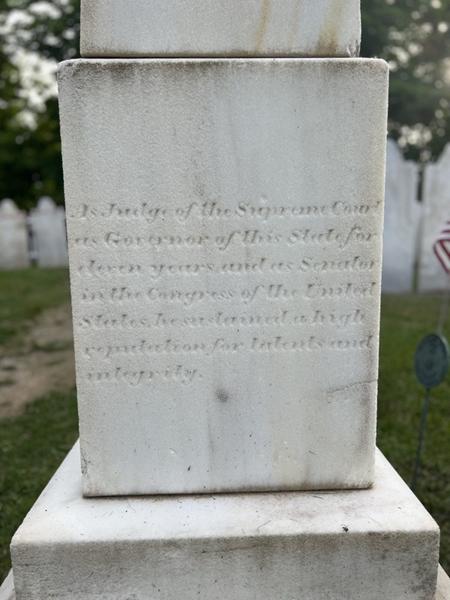 As Judge of the Supreme Court
as Governor of this State for
eleven years and as Senator
in the Congress of the United
States, he sustained a high
reputation for talents and
integrity.